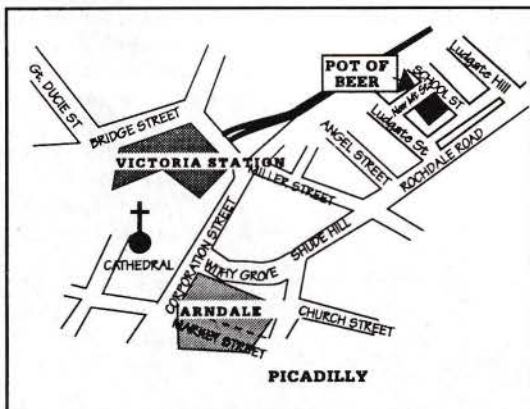 Gt. DUCIE ST
BRIDGE STREET
VICTORIA STATION
CATHEDRAL
CORPORATION STREET
MILLER STREET
WITHY GROVE
SHUDE HILL
ARNDALE
MARKET STREET
CHURCH STREET
PICADILLY
POT OF
BEER
SCHOOL ST
Ludgate Hill
New Mt. St
Ludgate St
ANGEL STREET
ROCHDALE ROAD